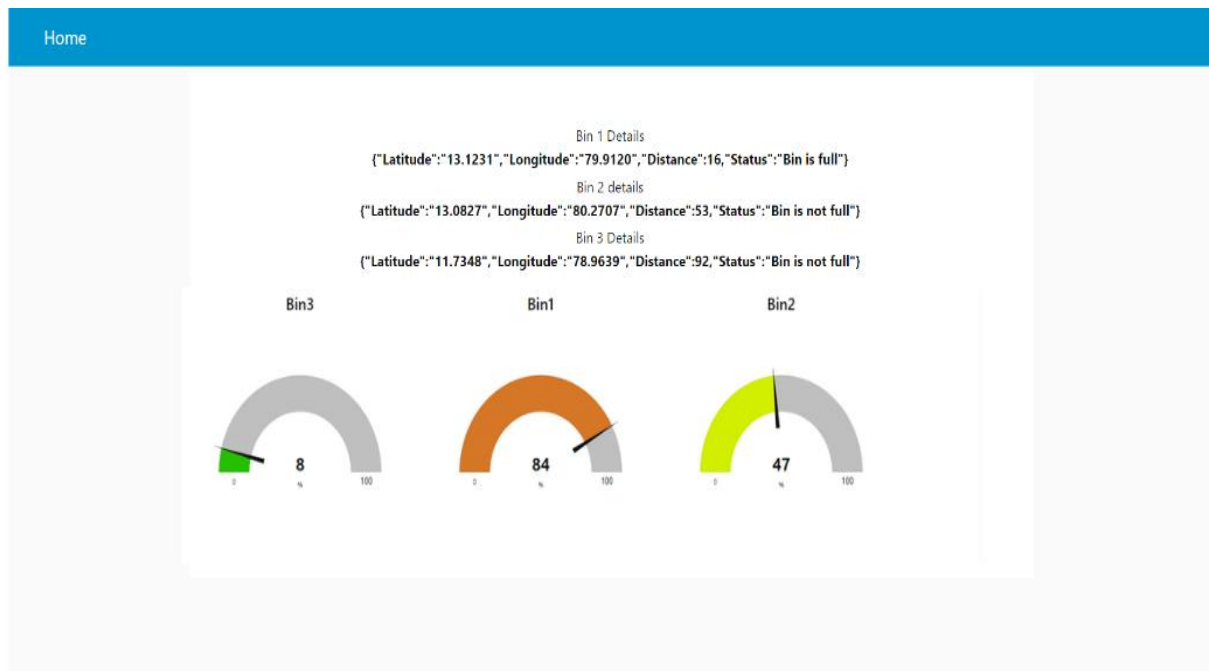 Home
Bin 1 Details
{"Latitude":"13.1231","Longitude":"79.9120","Distance":16,"Status":"Bin is full"}
Bin 2 details
{"Latitude":"13.0827","Longitude":"80.2707","Distance":53,"Status":"Bin is not full"}
Bin 3 Details
{"Latitude":"11.7348","Longitude":"78.9639","Distance":92,"Status":"Bin is not full"}
Bin3 Bin1 Bin2
8 84 47
0 % 100 0 % 100 0 % 100